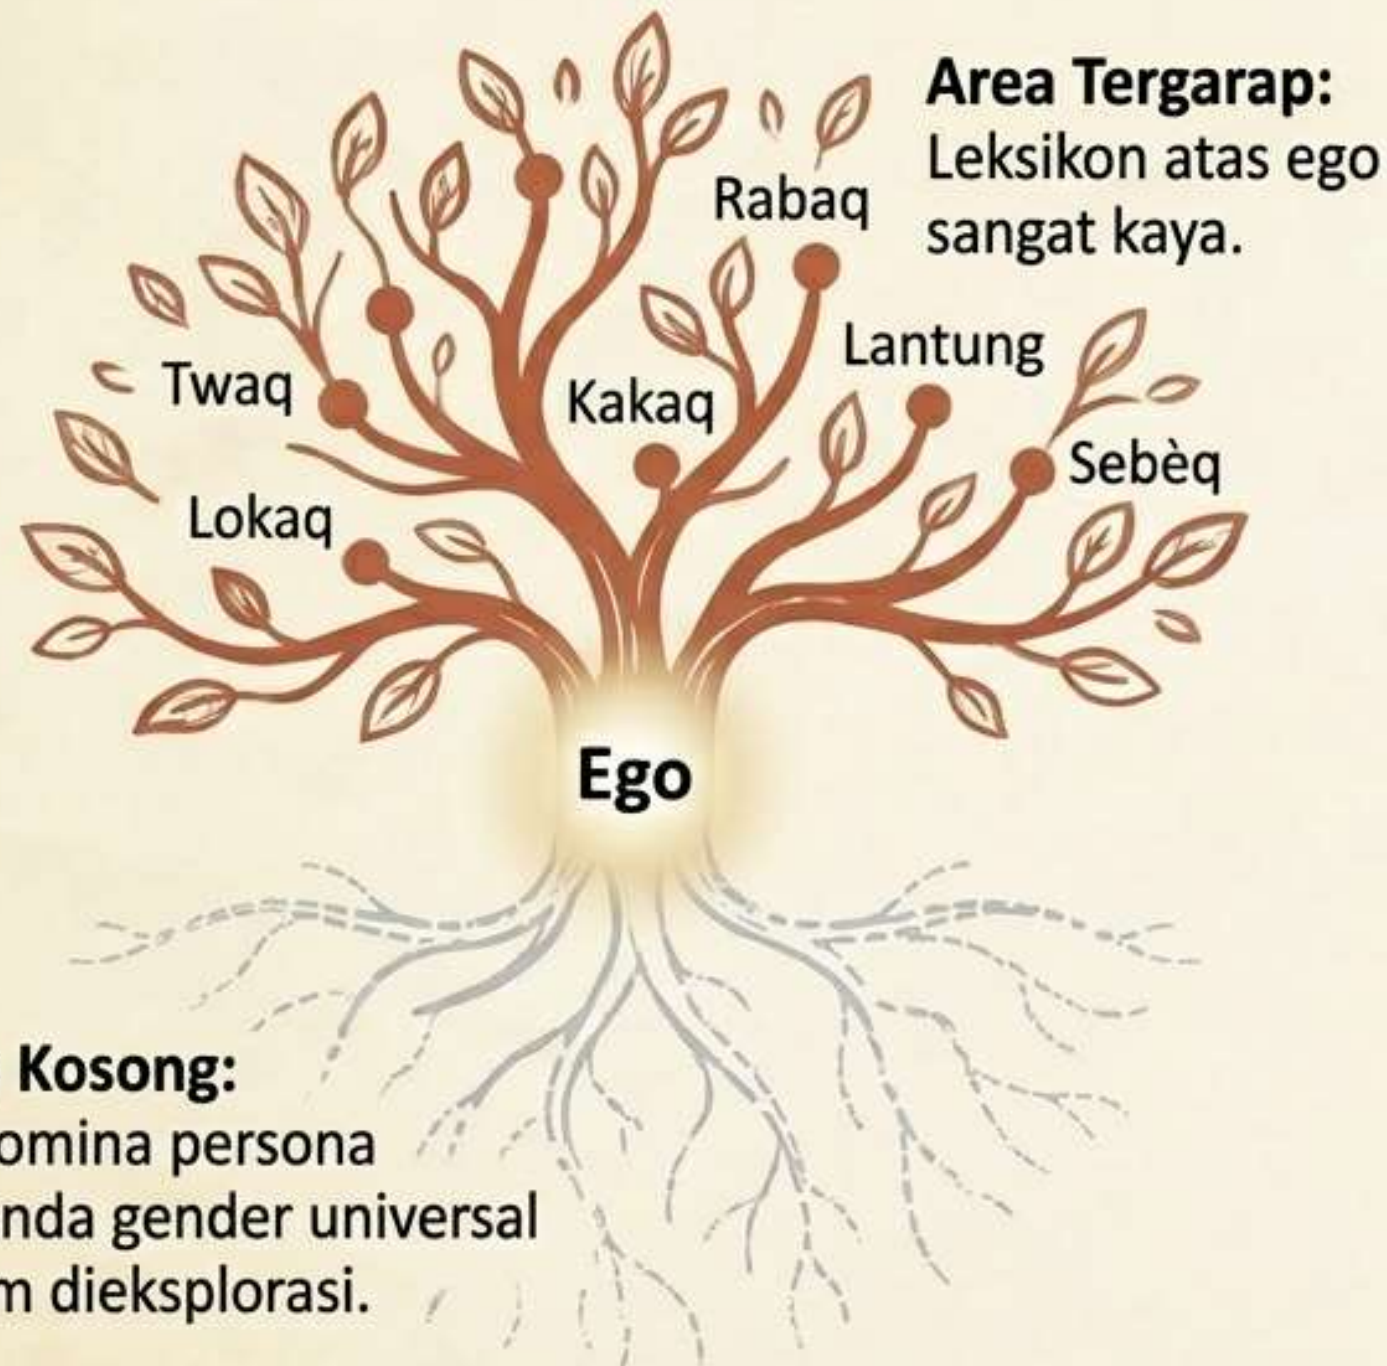 Area Tergarap:
Leksikon atas ego
sangat kaya.
Rabaq
Lantung
Twaq
Kakaq
Sebèq
Lokaq
Ego
Kosong:
omina persona
nda gender universal
m dieksplorasi.